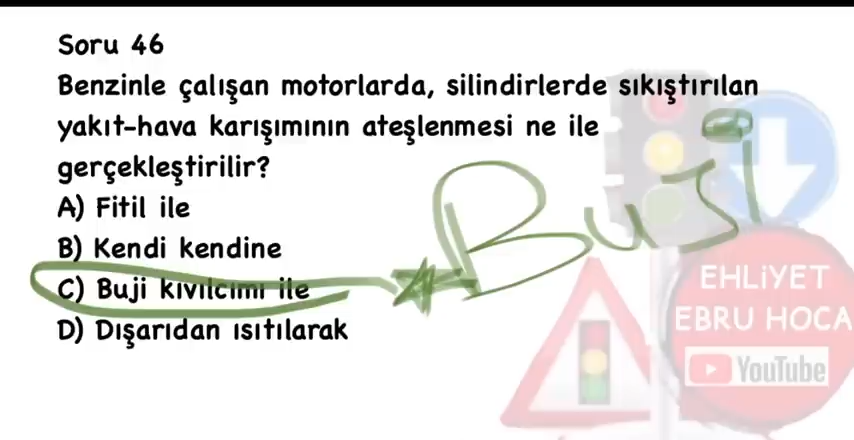 Soru 46
Benzinle çalışan motorlarda, silindirlerde sıkıştırılan
yakıt-hava karışımının ateşlenmesi ne ile
gerçekleştirilir?
A) Fitil ile
B) Kendi kendine
C) Buji kıvılcımı ile
D) Dışarıdan ısıtılarak
Buji
EHLİYET
EBRU HOCA
YouTube